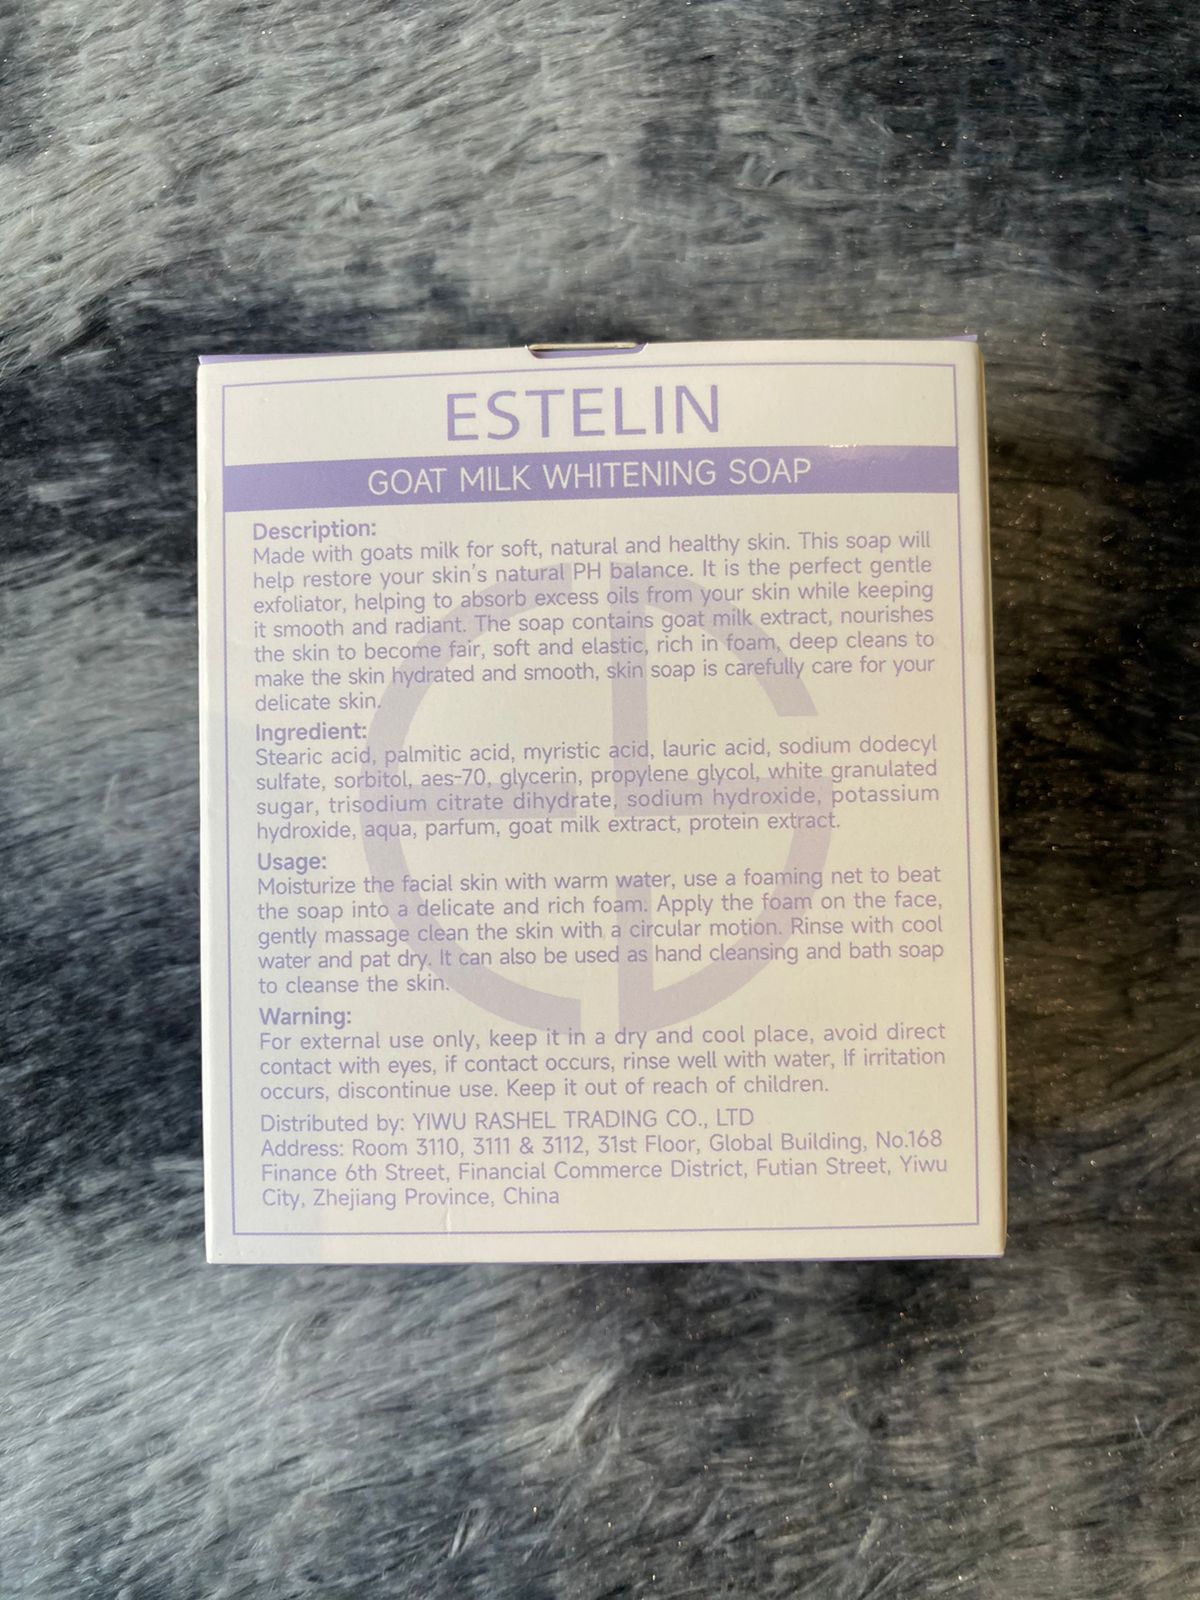 ESTELIN
GOAT MILK WHITENING SOAP
Description:
Made with goats milk for soft, natural and healthy skin. This soap will
help restore your skin's natural PH balance. It is the perfect gentle
exfoliator, helping to absorb excess oils from your skin while keeping
it smooth and radiant. The soap contains goat milk extract, nourishes
the skin to become fair, soft and elastic, rich in foam, deep cleans to
make the skin hydrated and smooth, skin soap is carefully care for your
delicate skin.
Ingredient:
Stearic acid, palmitic acid, myristic acid, lauric acid, sodium dodecyl
sulfate, sorbitol, aes-70, glycerin, propylene glycol, white granulated
sugar, trisodium citrate dihydrate, sodium hydroxide, potassium
hydroxide, aqua, parfum, goat milk extract, protein extract.
Usage:
Moisturize the facial skin with warm water, use a foaming net to beat
the soap into a delicate and rich foam. Apply the foam on the face,
gently massage clean the skin with a circular motion. Rinse with cool
water and pat dry. It can also be used as hand cleansing and bath soap
to cleanse the skin.
Warning:
For external use only, keep it in a dry and cool place, avoid direct
contact with eyes, if contact occurs, rinse well with water, If irritation
occurs, discontinue use. Keep it out of reach of children.
Distributed by: YIWU RASHEL TRADING CO., LTD
Address: Room 3110, 3111 & 3112, 31st Floor, Global Building, No.168
Finance 6th Street, Financial Commerce District, Futian Street, Yiwu
City, Zhejiang Province, China